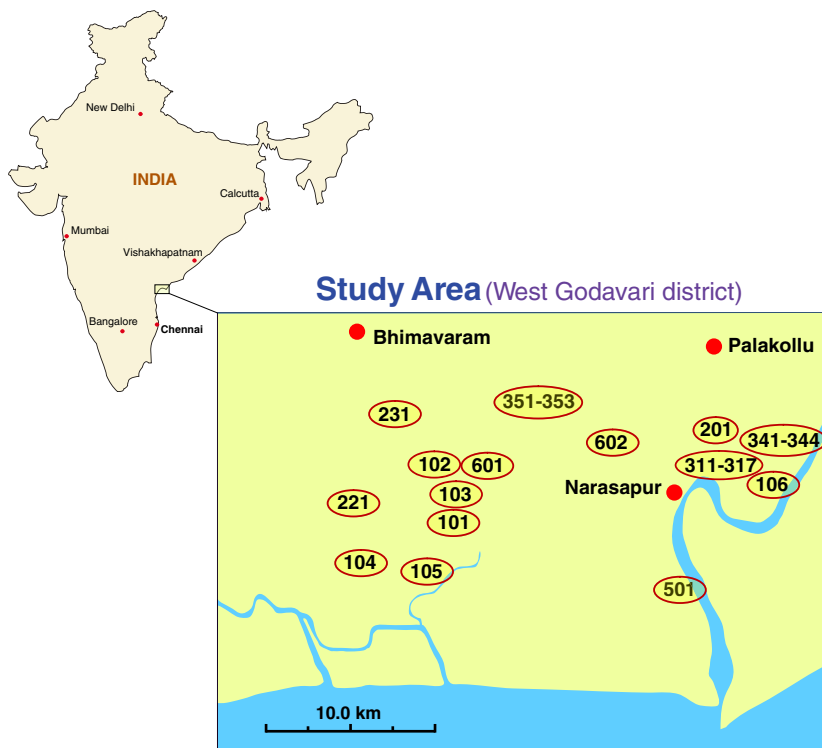 New Delhi
INDIA
Calcutta
Mumbai
Vishakhapatnam
Bangalore
Chennai
Study Area (West Godavari district)
Bhimavaram
Palakollu
351-353
231
201
602
341-344
102
601
311-317
106
103
Narasapur
221
101
104
105
501
10.0 km